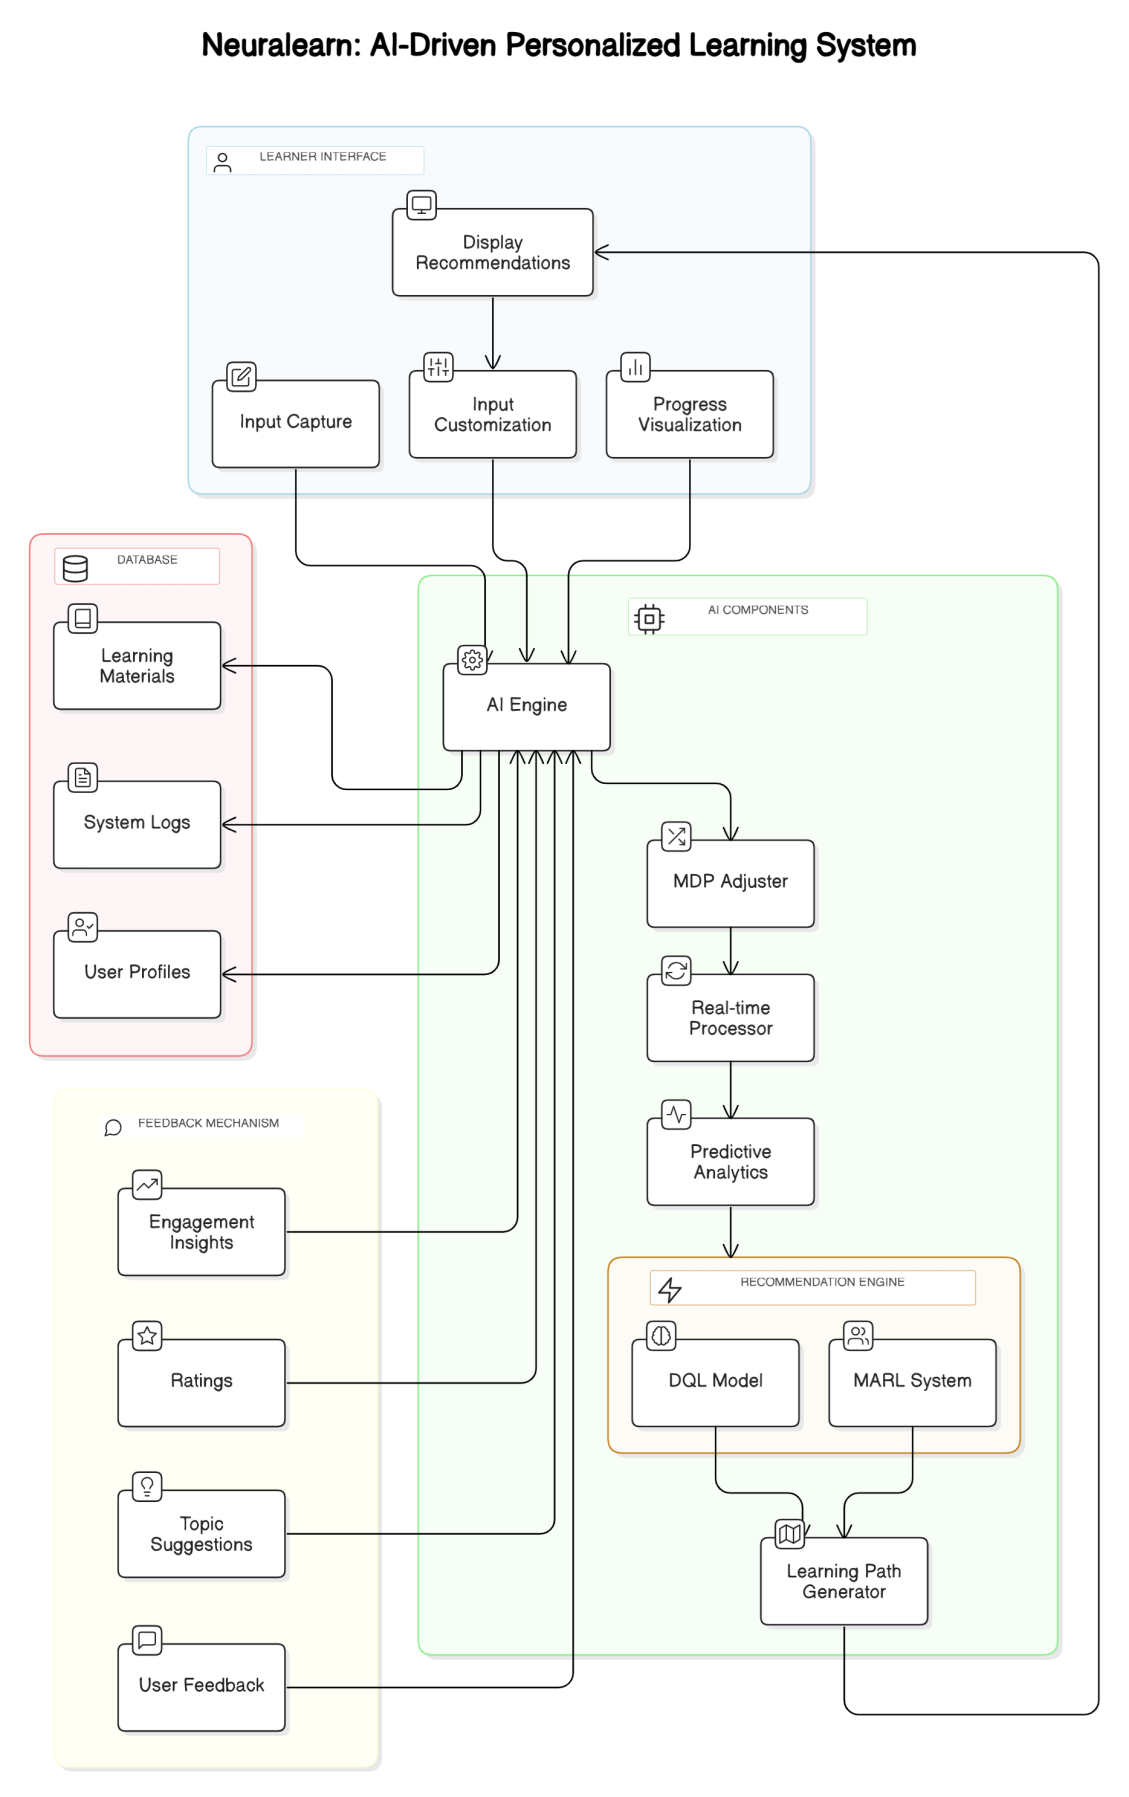 Neuralearn: AI-Driven Personalized Learning System
LEARNER INTERFACE
Display
Recommendations
Input Capture
Input
Customization
Progress
Visualization
DATABASE
Learning
Materials
System Logs
User Profiles
AI COMPONENTS
AI Engine
MDP Adjuster
Real-time
Processor
Predictive
Analytics
RECOMMENDATION ENGINE
DQL Model
MARL System
Learning Path
Generator
FEEDBACK MECHANISM
Engagement
Insights
Ratings
Topic
Suggestions
User Feedback